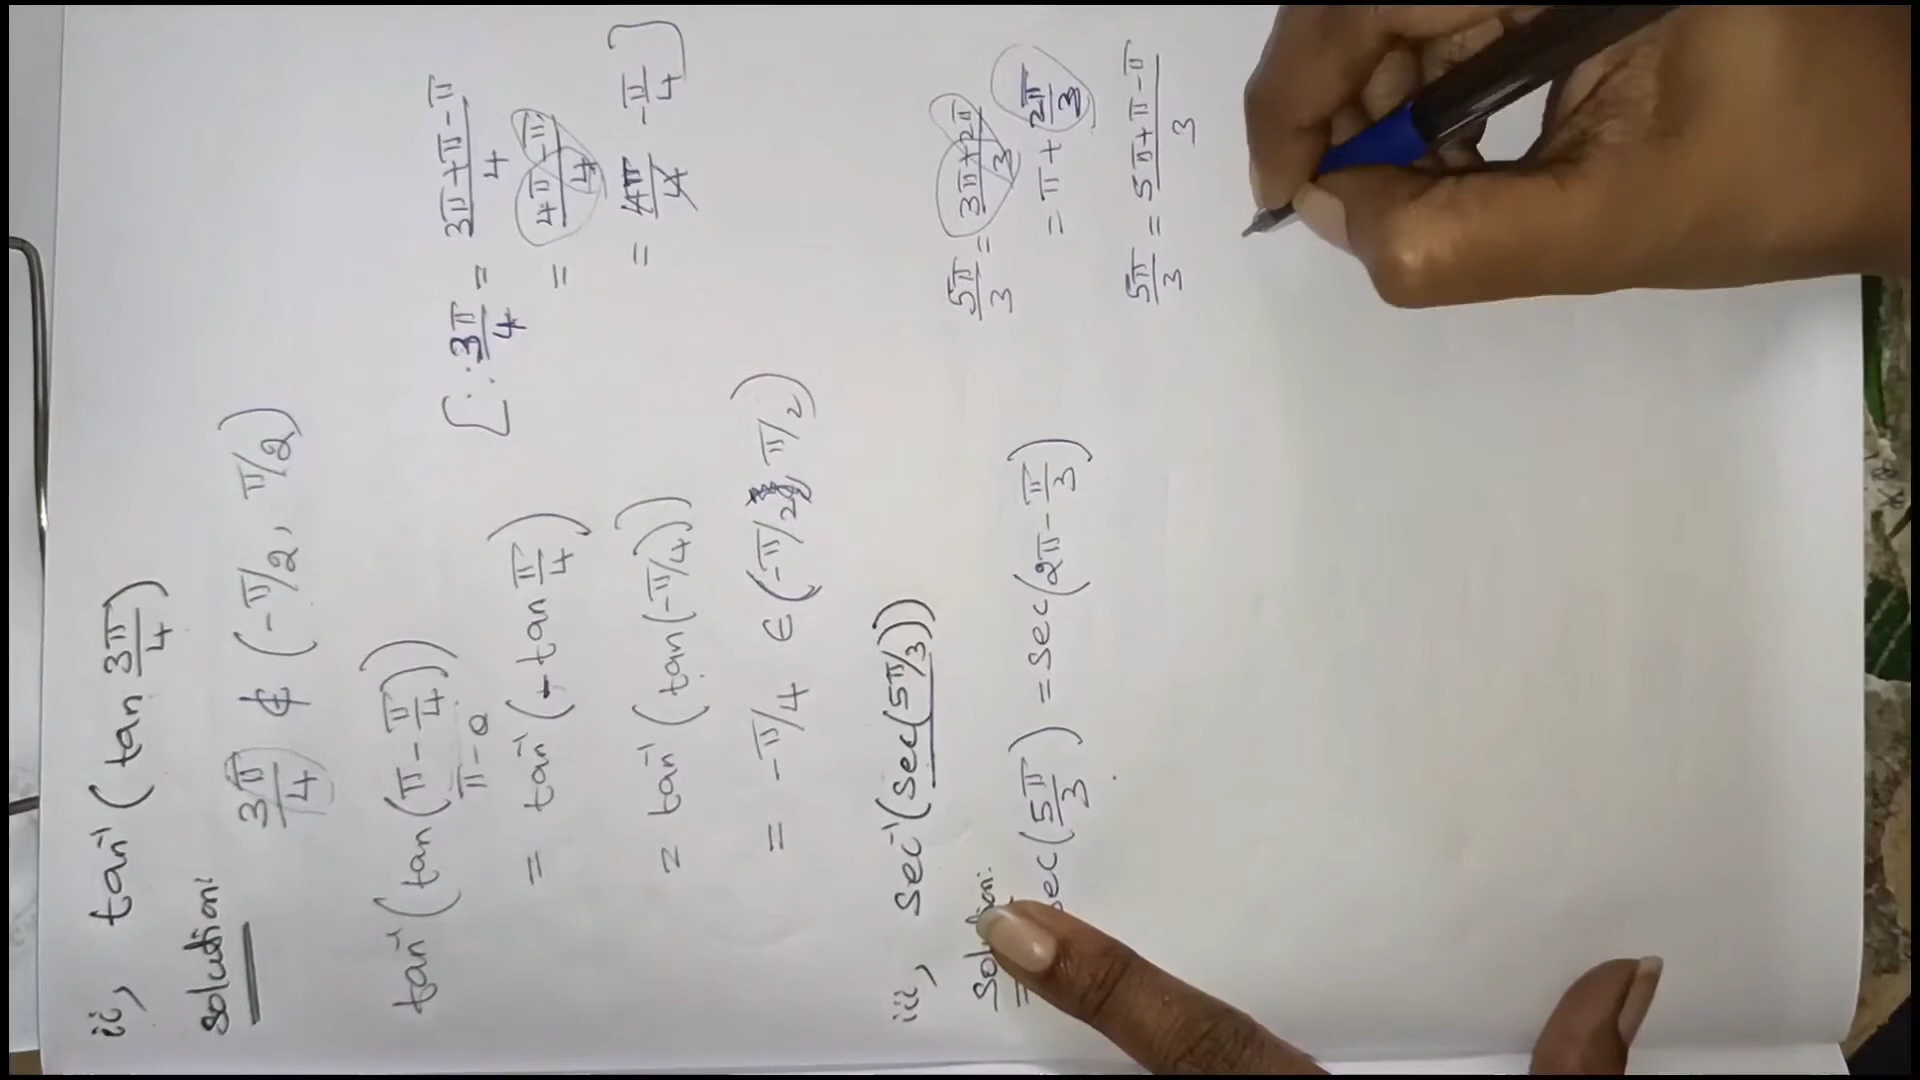 ii, tan⁻¹(tan 3π/4)
Solution:
3π/4 ∉ (-π/2, π/2)
tan⁻¹(tan(π - π/4))
π - θ
= tan⁻¹(- tan π/4)
= tan⁻¹(tan(-π/4))
= -π/4 ∈ (-π/2, π/2)
[∵ 3π/4 = (3π+π-π)/4
= (4π-π)/4
= 4π/4 - π/4]
iii, Sec⁻¹(Sec(5π/3))
Solution:
Sec(5π/3) = Sec(2π - π/3)
5π/3 = (3π+2π)/3
= π + 2π/3
5π/3 = (5π+π-π)/3